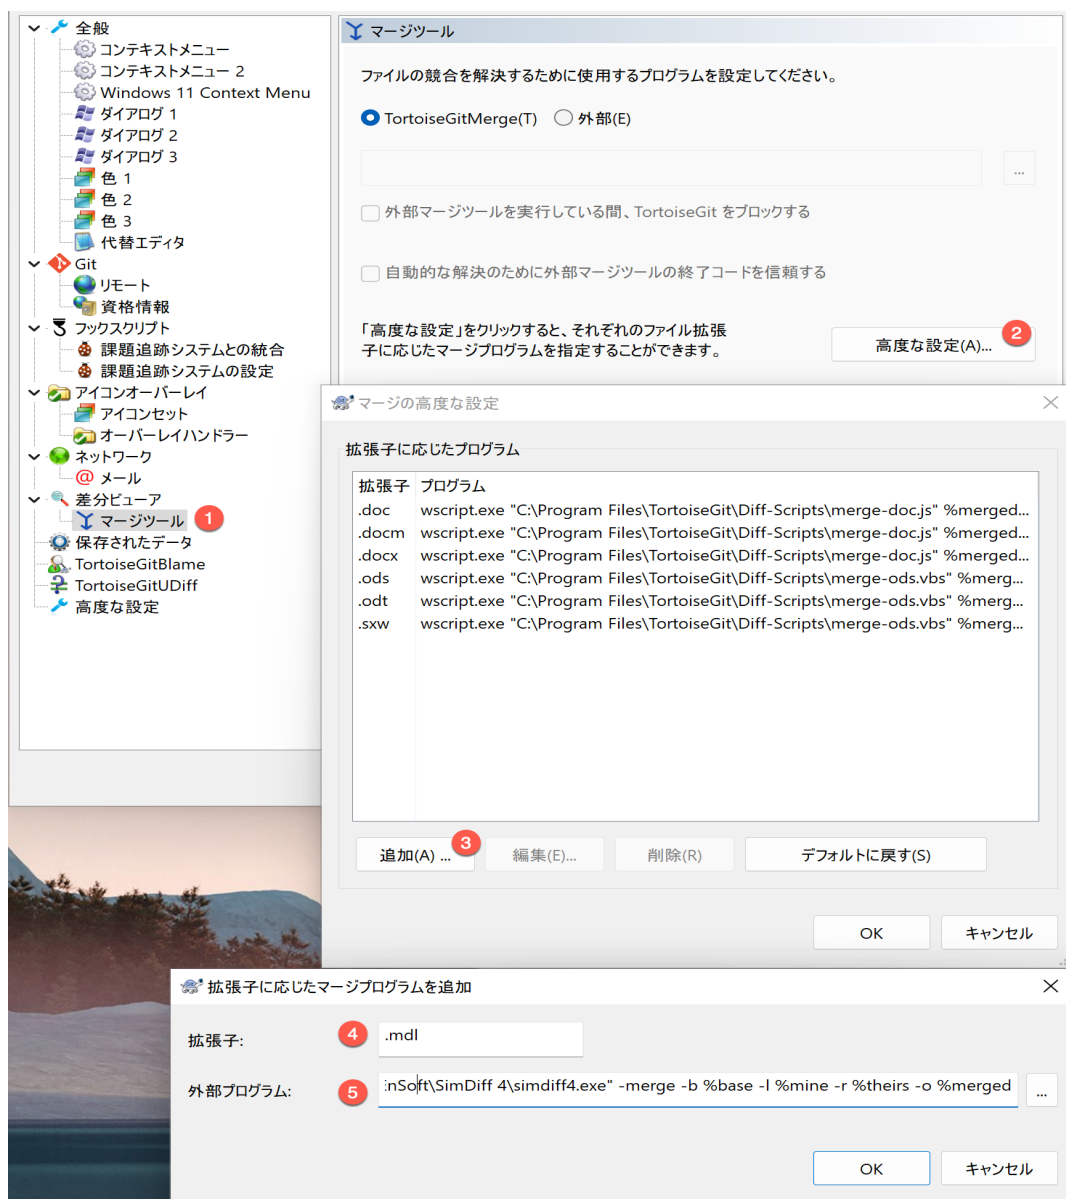 全般
コンテキストメニュー
コンテキストメニュー 2
Windows 11 Context Menu
ダイアログ 1
ダイアログ 2
ダイアログ 3
色 1
色 2
色 3
代替エディタ
Git
リモート
資格情報
フックスクリプト
課題追跡システムとの統合
課題追跡システムの設定
アイコンオーバーレイ
アイコンセット
オーバーレイハンドラー
ネットワーク
@ メール
差分ビューア
マージツール 1
保存されたデータ
TortoiseGitBlame
TortoiseGitUDiff
高度な設定
マージツール
ファイルの競合を解決するために使用するプログラムを設定してください。
TortoiseGitMerge(T) 外部(E)
...
外部マージツールを実行している間、TortoiseGit をブロックする
自動的な解決のために外部マージツールの終了コードを信頼する
「高度な設定」をクリックすると、それぞれのファイル拡張
子に応じたマージプログラムを指定することができます。
高度な設定(A)... 2
マージの高度な設定
拡張子に応じたプログラム
拡張子 プログラム
.doc wscript.exe "C:\Program Files\TortoiseGit\Diff-Scripts\merge-doc.js" %merged...
.docm wscript.exe "C:\Program Files\TortoiseGit\Diff-Scripts\merge-doc.js" %merged...
.docx wscript.exe "C:\Program Files\TortoiseGit\Diff-Scripts\merge-doc.js" %merged...
.ods wscript.exe "C:\Program Files\TortoiseGit\Diff-Scripts\merge-ods.vbs" %merg...
.odt wscript.exe "C:\Program Files\TortoiseGit\Diff-Scripts\merge-ods.vbs" %merg...
.sxw wscript.exe "C:\Program Files\TortoiseGit\Diff-Scripts\merge-ods.vbs" %merg...
追加(A) ... 3 編集(E)... 削除(R) デフォルトに戻す(S)
OK キャンセル
拡張子に応じたマージプログラムを追加
拡張子: 4 .mdl
外部プログラム: 5 nSoft\SimDiff 4\simdiff4.exe" -merge -b %base -l %mine -r %theirs -o %merged ...
OK キャンセル